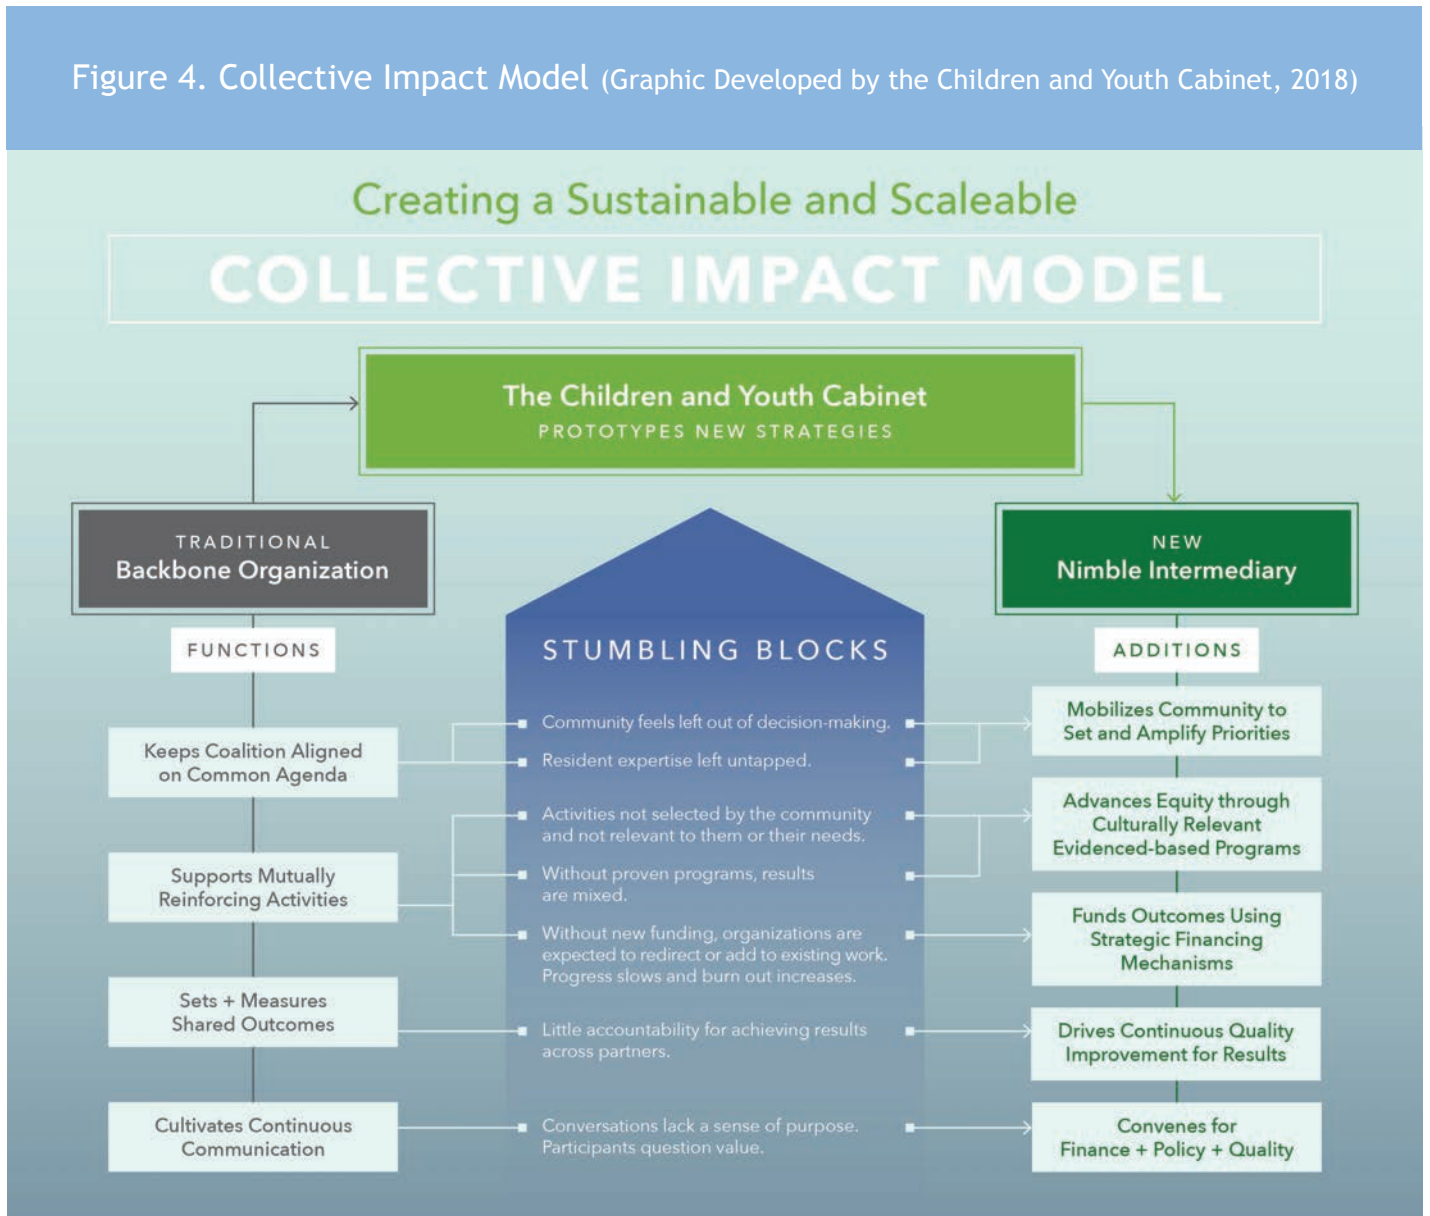 Figure 4. Collective Impact Model (Graphic Developed by the Children and Youth Cabinet, 2018)
Creating a Sustainable and Scaleable
COLLECTIVE IMPACT MODEL
The Children and Youth Cabinet
PROTOTYPES NEW STRATEGIES
TRADITIONAL
Backbone Organization
FUNCTIONS
Keeps Coalition Aligned
on Common Agenda
Supports Mutually
Reinforcing Activities
Sets + Measures
Shared Outcomes
Cultivates Continuous
Communication
STUMBLING BLOCKS
Community feels left out of decision-making.
Resident expertise left untapped.
Activities not selected by the community
and not relevant to them or their needs.
Without proven programs, results
are mixed.
Without new funding, organizations are
expected to redirect or add to existing work.
Progress slows and burn out increases.
Little accountability for achieving results
across partners.
Conversations lack a sense of purpose.
Participants question value.
NEW
Nimble Intermediary
ADDITIONS
Mobilizes Community to
Set and Amplify Priorities
Advances Equity through
Culturally Relevant
Evidenced-based Programs
Funds Outcomes Using
Strategic Financing
Mechanisms
Drives Continuous Quality
Improvement for Results
Convenes for
Finance + Policy + Quality